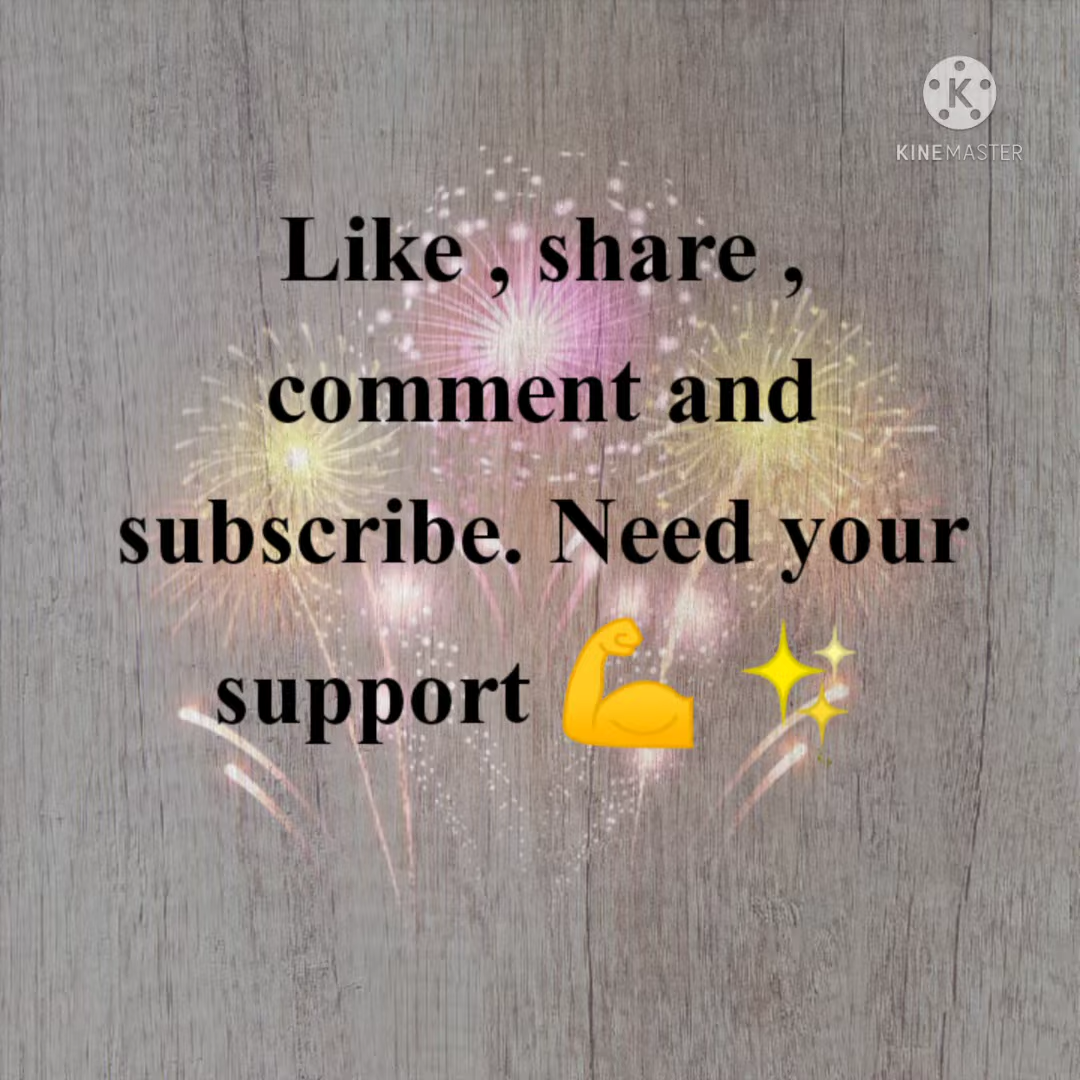 KINEMASTER
Like , share ,
comment and
subscribe. Need your
support 💪 ✨